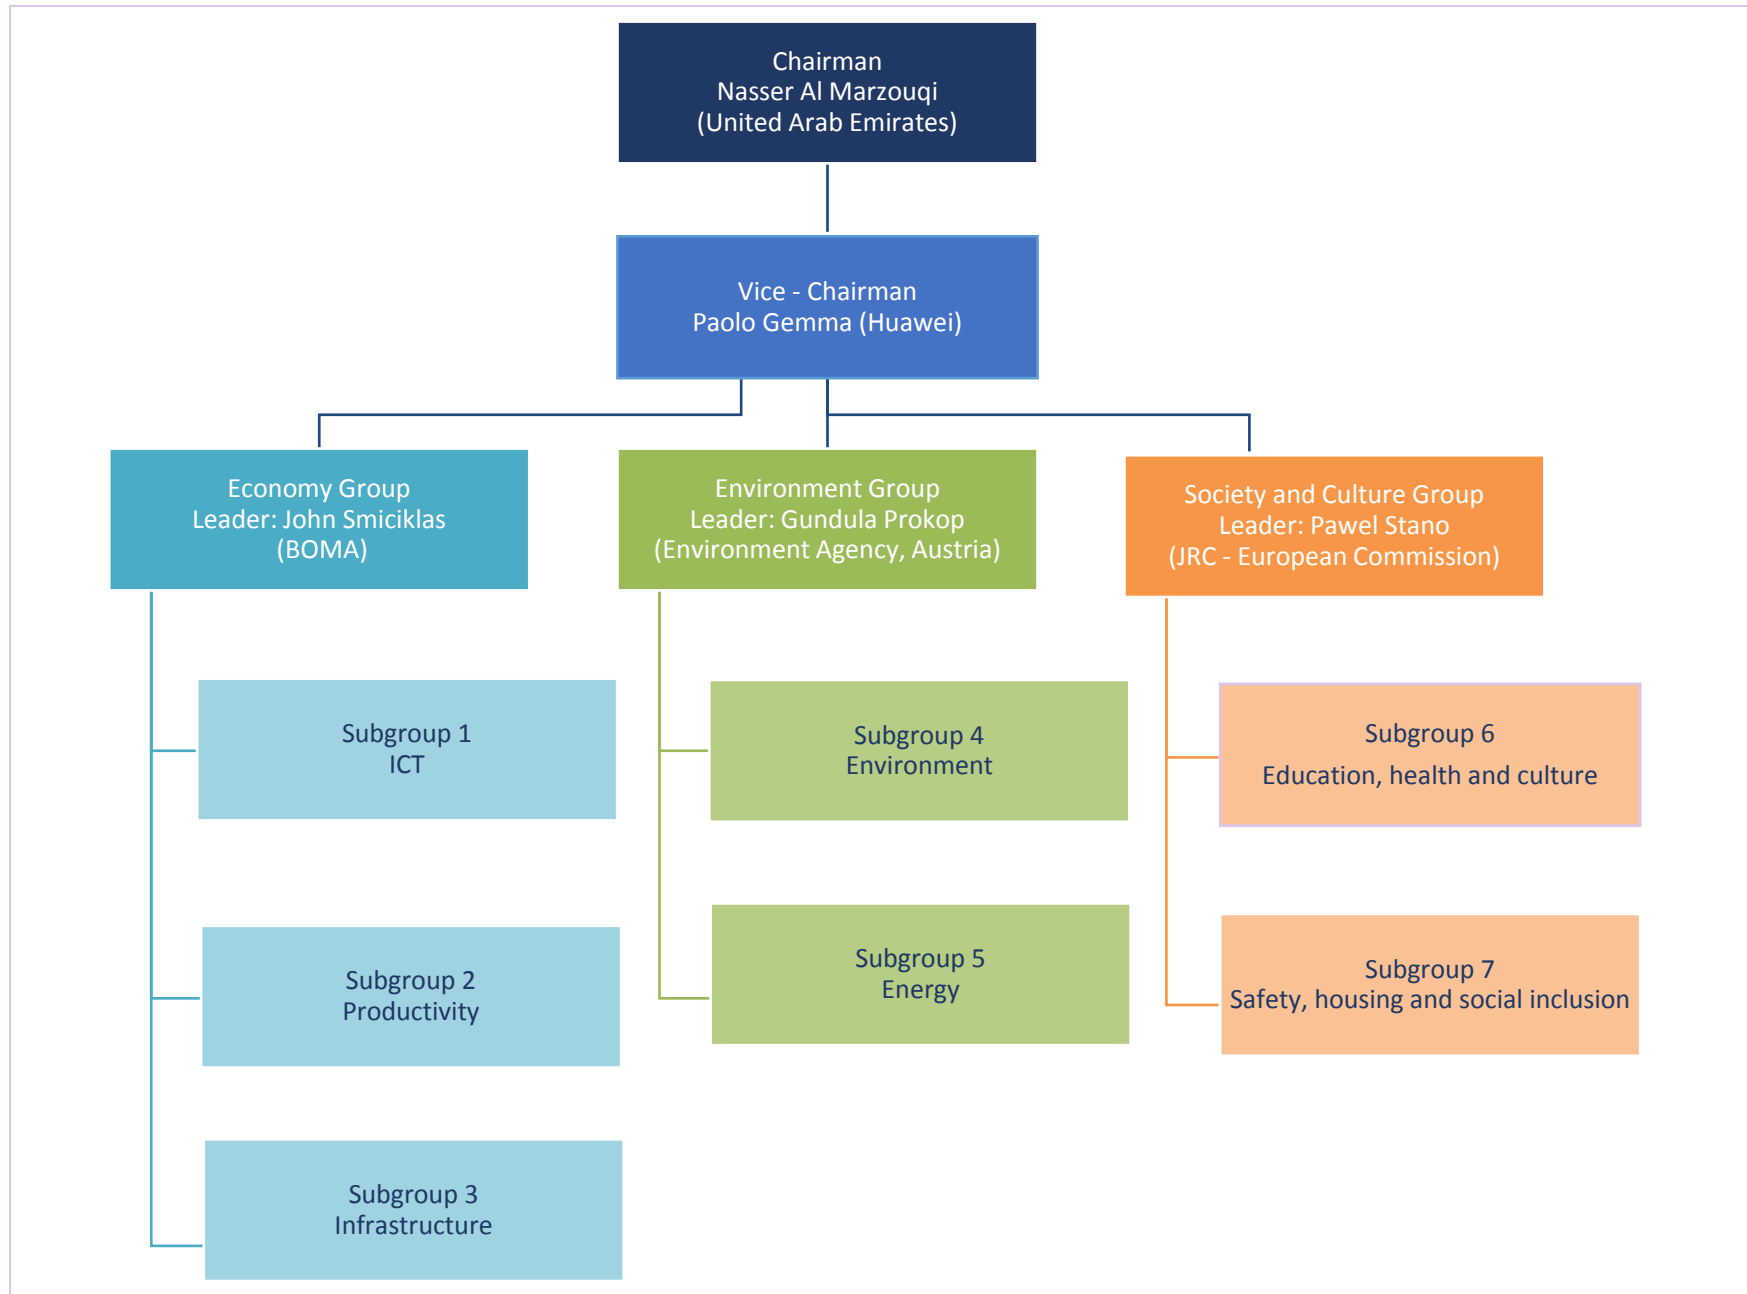 Chairman
Nasser Al Marzouqi
(United Arab Emirates)
Vice - Chairman
Paolo Gemma (Huawei)
Economy Group
Leader: John Smiciklas
(BOMA)
Environment Group
Leader: Gundula Prokop
(Environment Agency, Austria)
Society and Culture Group
Leader: Pawel Stano
(JRC - European Commission)
Subgroup 1
ICT
Subgroup 2
Productivity
Subgroup 3
Infrastructure
Subgroup 4
Environment
Subgroup 5
Energy
Subgroup 6
Education, health and culture
Subgroup 7
Safety, housing and social inclusion